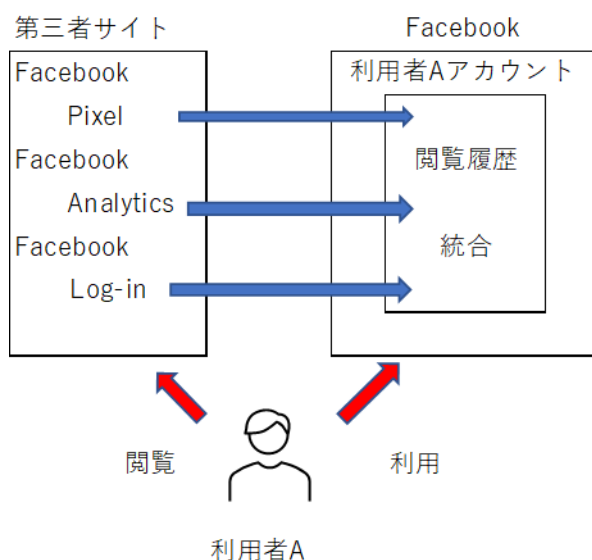 第三者サイト
Facebook
Facebook
Pixel
Facebook
Analytics
Facebook
Log-in
利用者Aアカウント
閲覧履歴
統合
閲覧
利用
利用者A